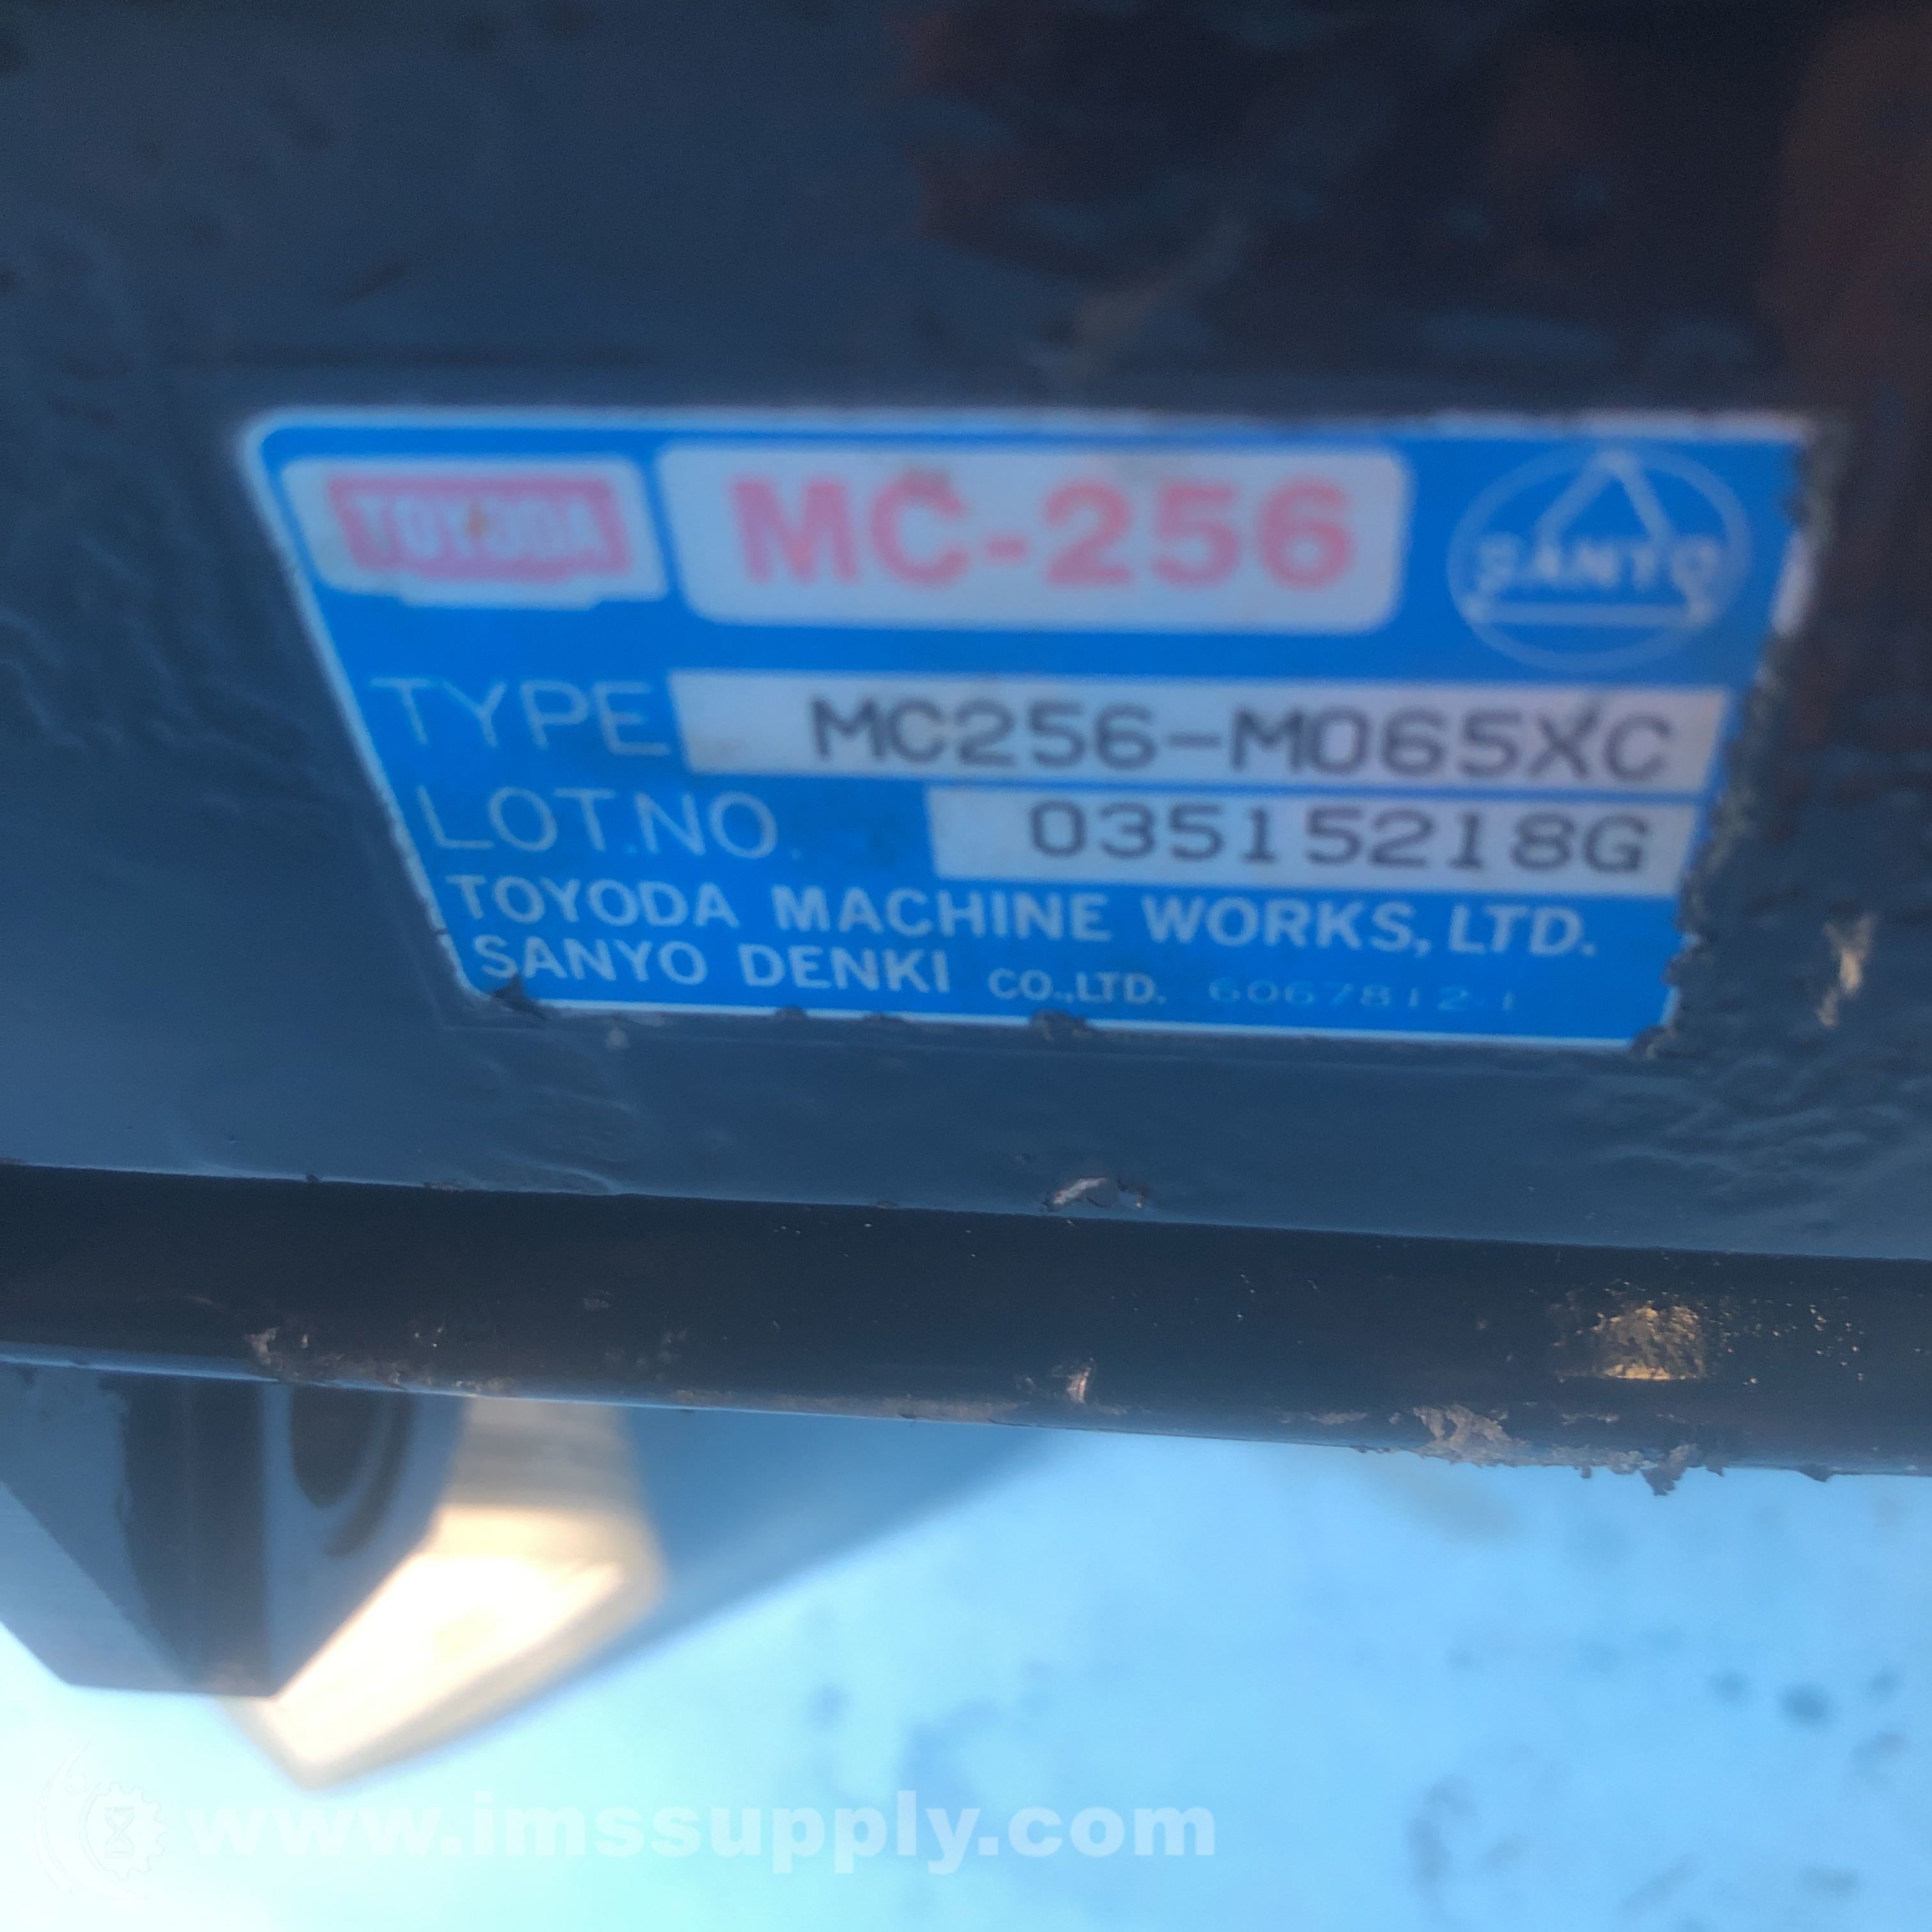 TOYODA MC-256 SANYO
TYPE MC256-M065XC
LOT.NO. 03515218G
TOYODA MACHINE WORKS, LTD.
SANYO DENKI CO.,LTD. 6067812-1
www.imssupply.com